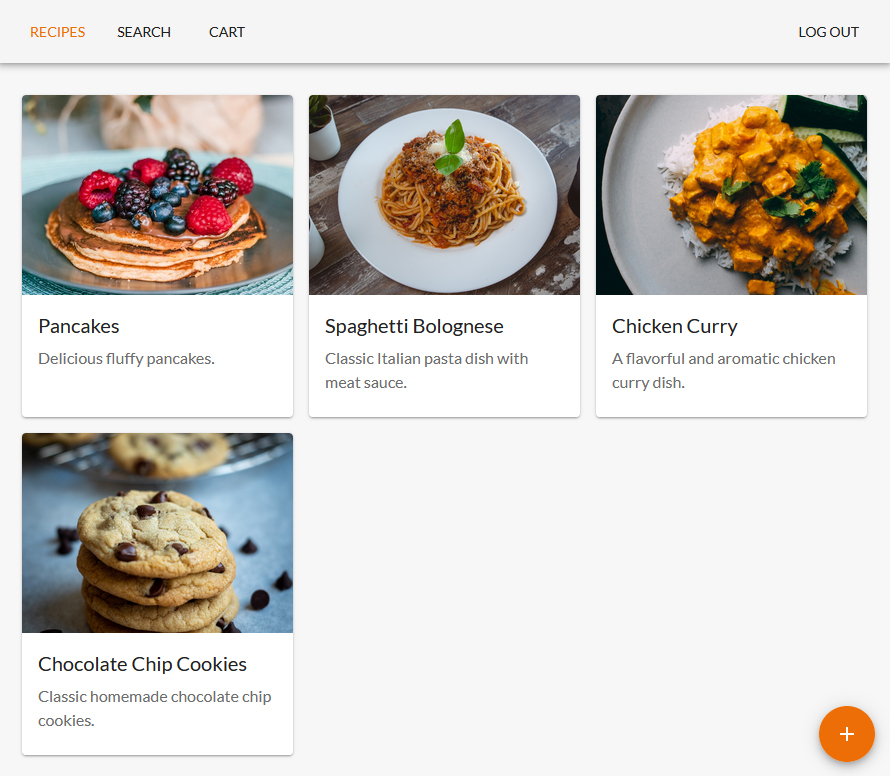 RECIPES SEARCH CART LOG OUT
Pancakes
Delicious fluffy pancakes.
Spaghetti Bolognese
Classic Italian pasta dish with
meat sauce.
Chicken Curry
A flavorful and aromatic chicken
curry dish.
Chocolate Chip Cookies
Classic homemade chocolate chip
cookies.
+